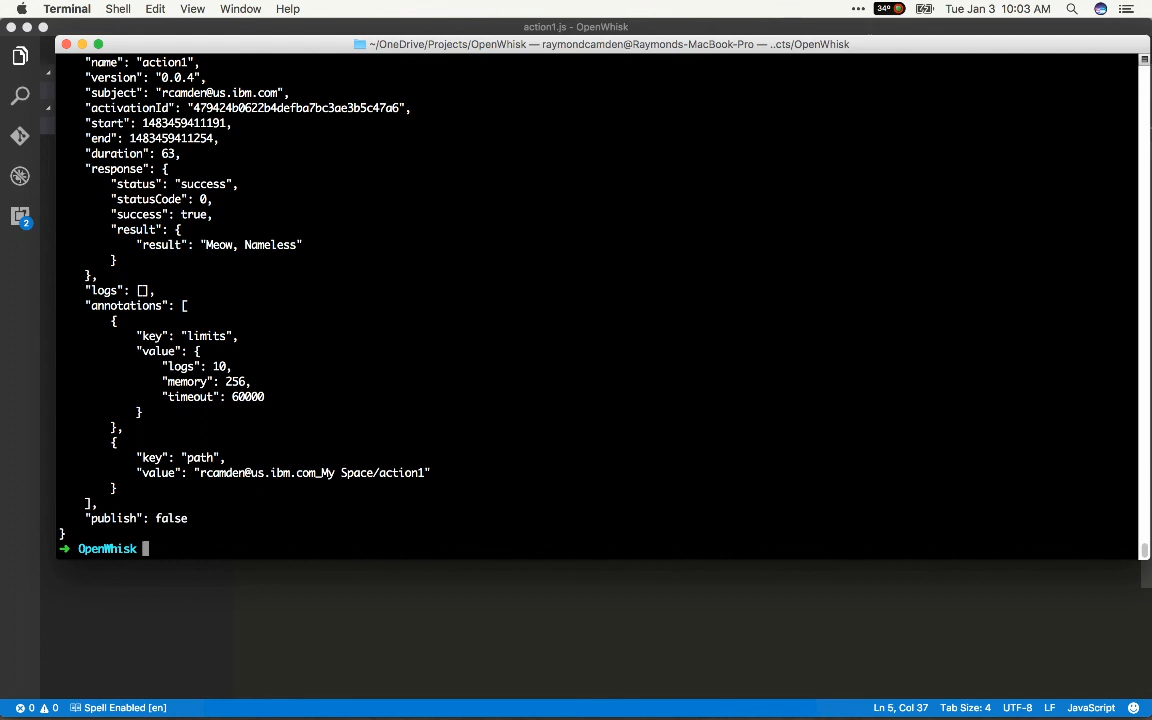 Terminal Shell Edit View Window Help
34° Tue Jan 3 10:03 AM
action1.js - OpenWhisk
~/OneDrive/Projects/OpenWhisk — raymondcamden@Raymonds-MacBook-Pro — ..cts/OpenWhisk
"name": "action1",
"version": "0.0.4",
"subject": "rcamden@us.ibm.com",
"activationId": "479424b0622b4defba7bc3ae3b5c47a6",
"start": 1483459411191,
"end": 1483459411254,
"duration": 63,
"response": {
"status": "success",
"statusCode": 0,
"success": true,
"result": {
"result": "Meow, Nameless"
}
},
"logs": [],
"annotations": [
{
"key": "limits",
"value": {
"logs": 10,
"memory": 256,
"timeout": 60000
}
},
{
"key": "path",
"value": "rcamden@us.ibm.com_My Space/action1"
}
],
"publish": false
}
➜ OpenWhisk
2
0 0 Spell Enabled [en] Ln 5, Col 37 Tab Size: 4 UTF-8 LF JavaScript